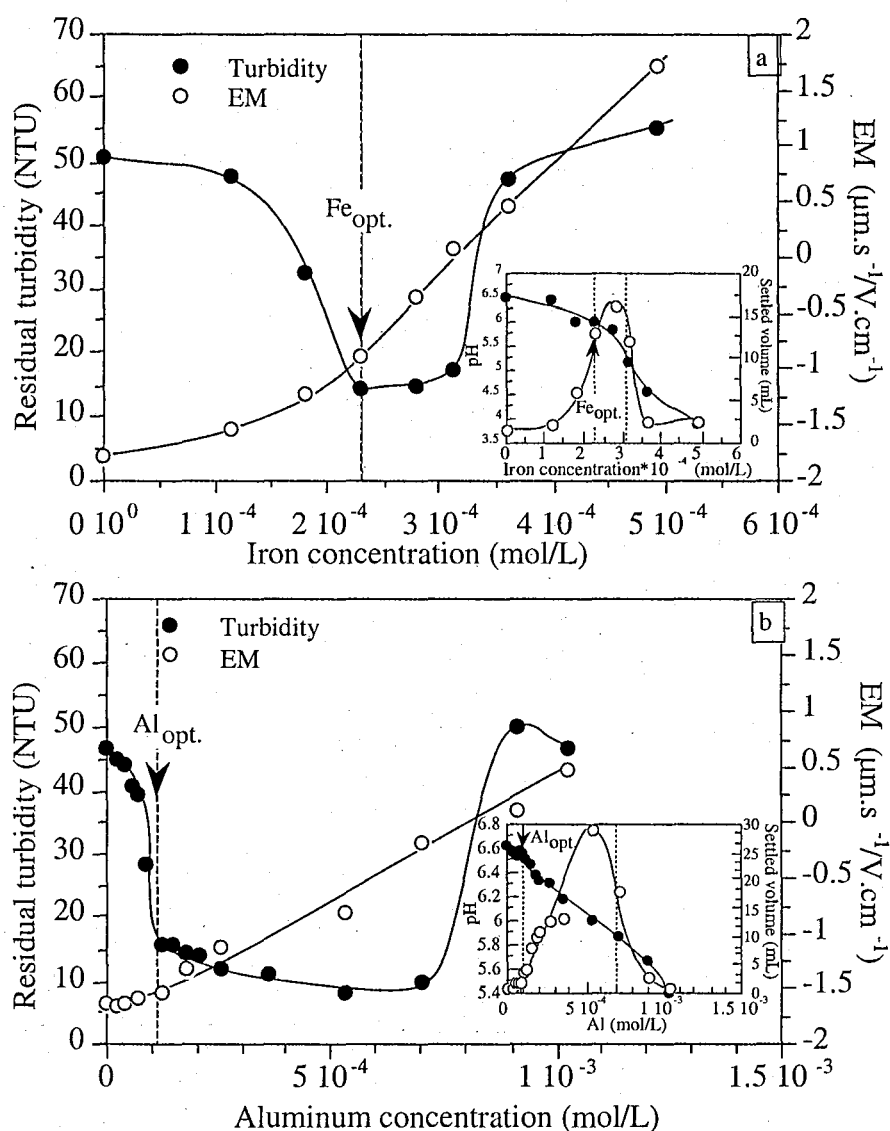 a
Turbidity
EM
Fe opt.
70
60
50
40
30
20
10
0
Residual turbidity (NTU)
2
1.5
1
0.5
0
-0.5
-1
-1.5
-2
EM (µm.s⁻¹/V.cm⁻¹)
0 10⁰ 1 10⁻⁴ 2 10⁻⁴ 3 10⁻⁴ 4 10⁻⁴ 5 10⁻⁴ 6 10⁻⁴
Iron concentration (mol/L)
7
6.5
6
5.5
5
4.5
4
3.5
pH
20
15
10
5
0
Settled volume (mL)
Fe opt.
0 1 2 3 4 5 6
Iron concentration*10⁻⁴ (mol/L)
b
Turbidity
EM
Al opt.
70
60
50
40
30
20
10
0
Residual turbidity (NTU)
2
1.5
1
0.5
0
-0.5
-1
-1.5
-2
EM (µm.s⁻¹/V.cm⁻¹)
0 5 10⁻⁴ 1 10⁻³ 1.5 10⁻³
Aluminum concentration (mol/L)
6.8
6.6
6.4
6.2
6
5.8
5.6
5.4
pH
30
25
20
15
10
5
0
Settled volume (mL)
Al opt.
0 5 10⁻⁴ 1 10⁻³ 1.5 10⁻³
Al (mol/L)